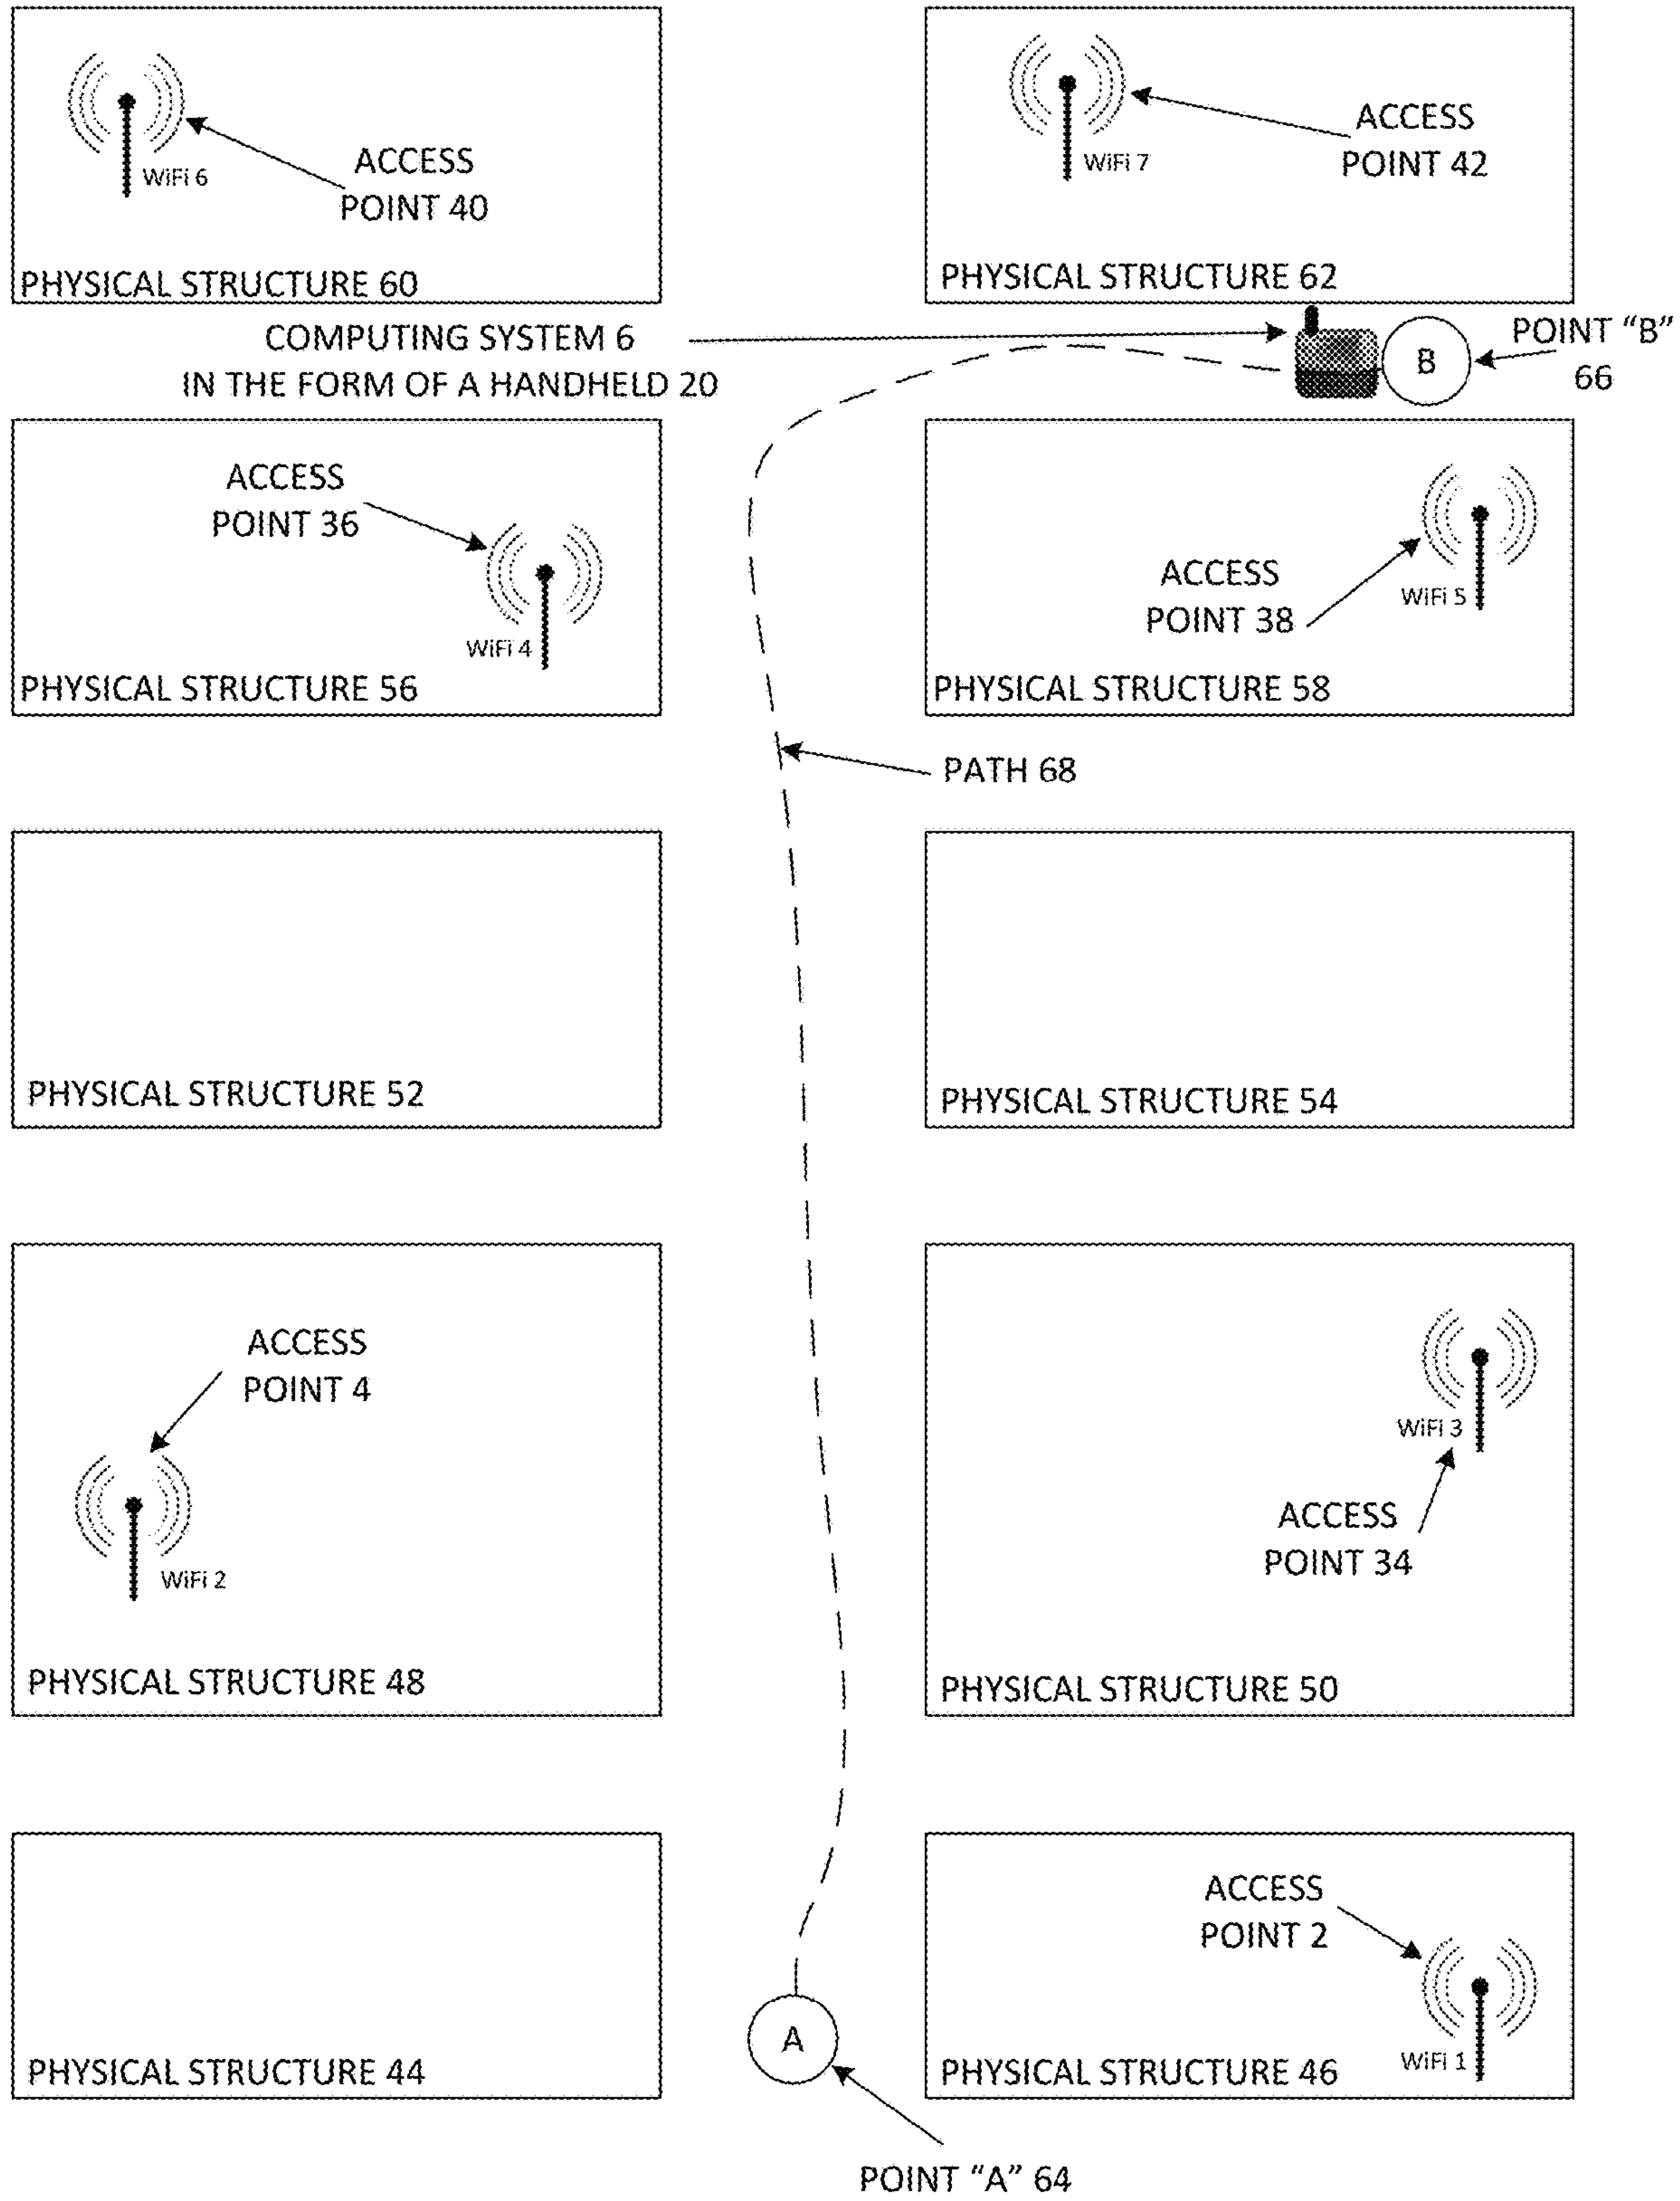 WiFi 6
ACCESS
POINT 40
PHYSICAL STRUCTURE 60
WiFi 7
ACCESS
POINT 42
PHYSICAL STRUCTURE 62
COMPUTING SYSTEM 6
IN THE FORM OF A HANDHELD 20
B
POINT "B"
66
ACCESS
POINT 36
WiFi 4
PHYSICAL STRUCTURE 56
ACCESS
POINT 38
WiFi 5
PHYSICAL STRUCTURE 58
PATH 68
PHYSICAL STRUCTURE 52
PHYSICAL STRUCTURE 54
ACCESS
POINT 4
WiFi 2
PHYSICAL STRUCTURE 48
WiFi 3
ACCESS
POINT 34
PHYSICAL STRUCTURE 50
PHYSICAL STRUCTURE 44
A
ACCESS
POINT 2
WiFi 1
PHYSICAL STRUCTURE 46
POINT "A" 64